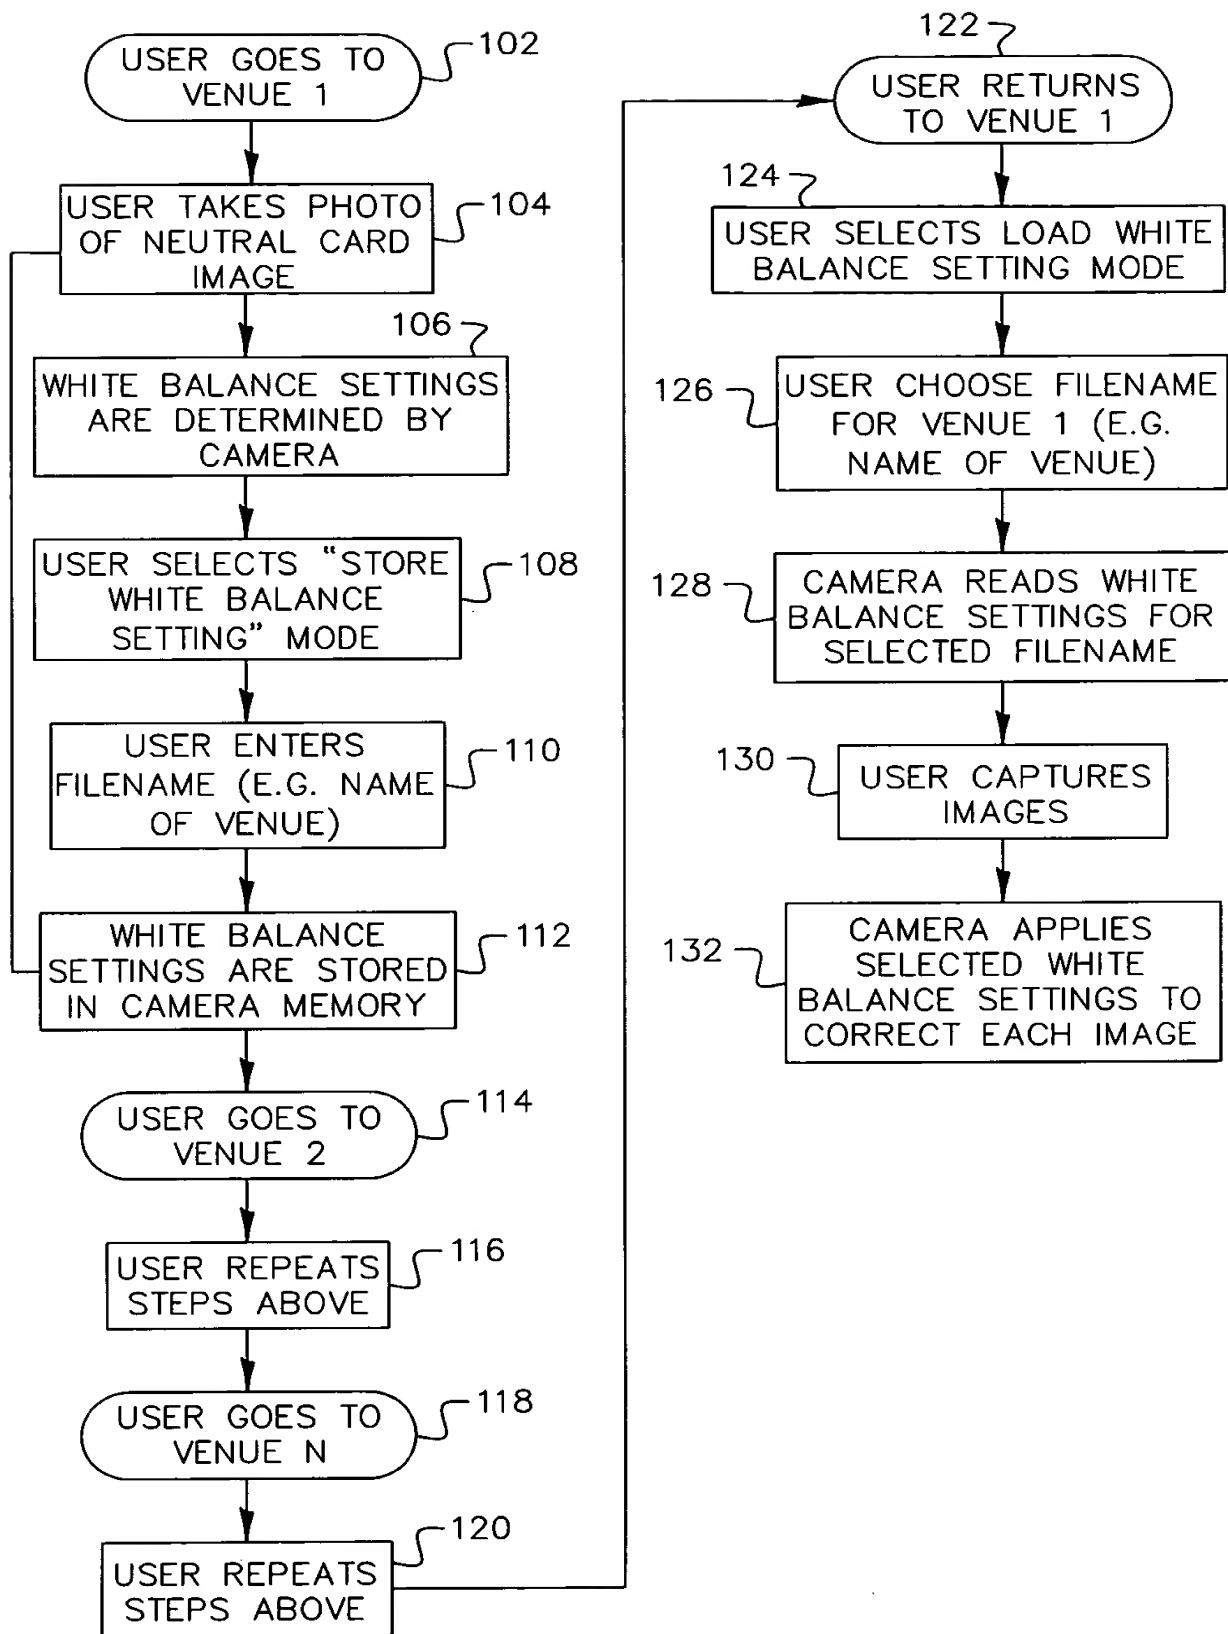 USER GOES TO
VENUE 1
102
USER TAKES PHOTO
OF NEUTRAL CARD
IMAGE
104
106
WHITE BALANCE SETTINGS
ARE DETERMINED BY
CAMERA
USER SELECTS "STORE
WHITE BALANCE
SETTING" MODE
108
USER ENTERS
FILENAME (E.G. NAME
OF VENUE)
110
WHITE BALANCE
SETTINGS ARE STORED
IN CAMERA MEMORY
112
USER GOES TO
VENUE 2
114
USER REPEATS
STEPS ABOVE
116
USER GOES TO
VENUE N
118
120
USER REPEATS
STEPS ABOVE
122
USER RETURNS
TO VENUE 1
124
USER SELECTS LOAD WHITE
BALANCE SETTING MODE
126
USER CHOOSE FILENAME
FOR VENUE 1 (E.G.
NAME OF VENUE)
128
CAMERA READS WHITE
BALANCE SETTINGS FOR
SELECTED FILENAME
130
USER CAPTURES
IMAGES
132
CAMERA APPLIES
SELECTED WHITE
BALANCE SETTINGS TO
CORRECT EACH IMAGE